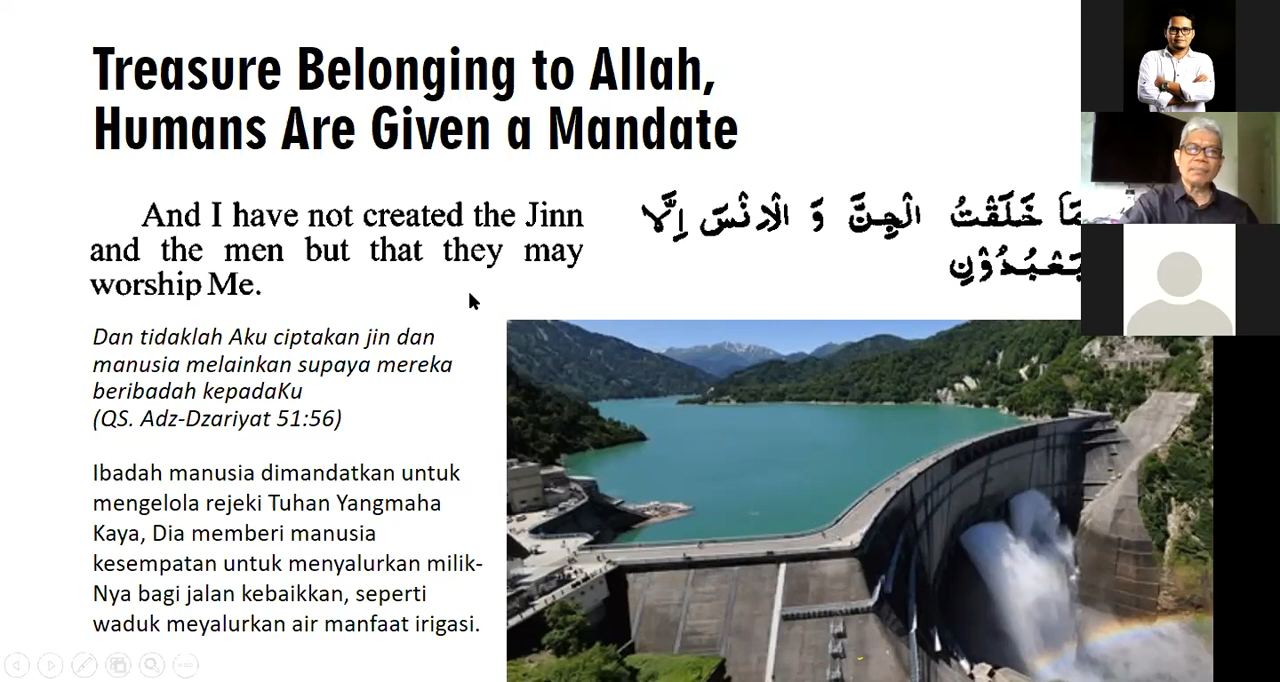 Treasure Belonging to Allah,
Humans Are Given a Mandate
And I have not created the Jinn
and the men but that they may
worship Me.
خَلَقْتُ الْجِنَّ وَ الْاِنْسَ اِلَّا
Dan tidaklah Aku ciptakan jin dan
manusia melainkan supaya mereka
beribadah kepadaKu
(QS. Adz-Dzariyat 51:56)
Ibadah manusia dimandatkan untuk
mengelola rejeki Tuhan Yangmaha
Kaya, Dia memberi manusia
kesempatan untuk menyalurkan milik-
Nya bagi jalan kebaikkan, seperti
waduk meyalurkan air manfaat irigasi.